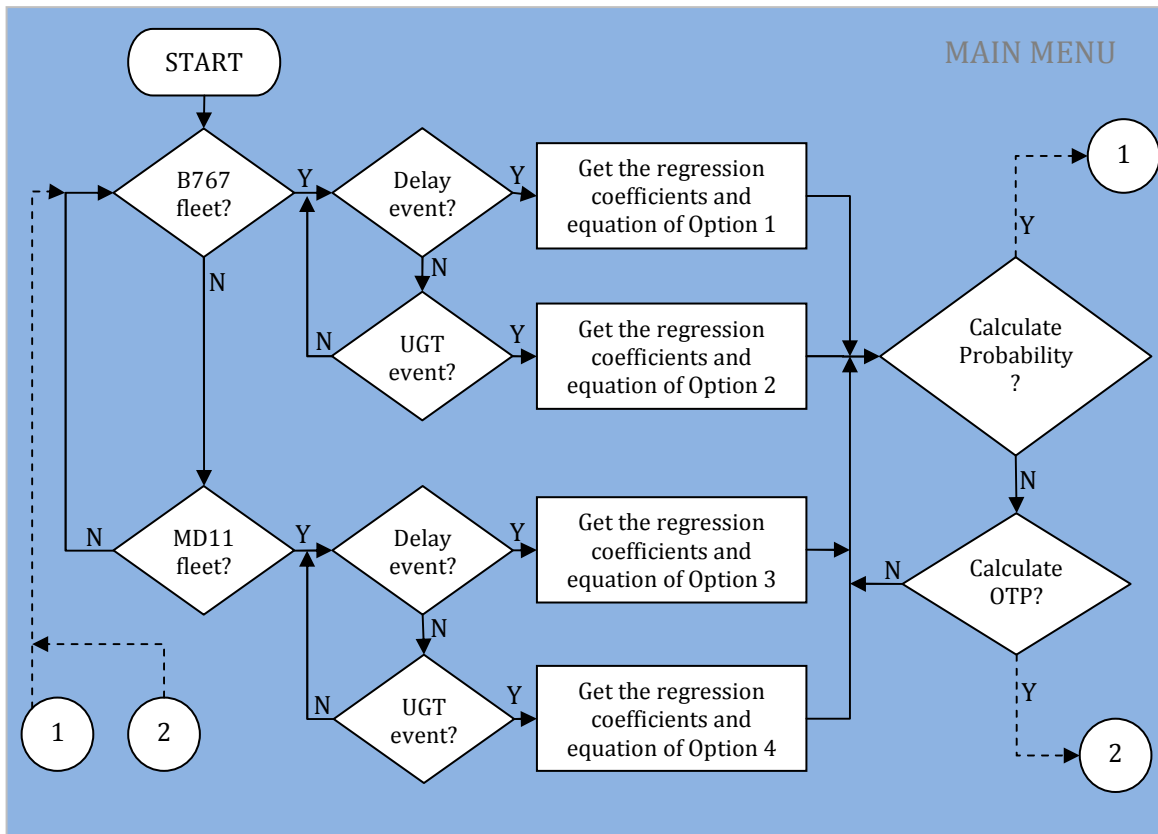 MAIN MENU
START
1
B767
fleet?
Y
Delay
event?
Y
Get the regression
coefficients and
equation of Option 1
Y
N
N
UGT
event?
N
Y
Get the regression
coefficients and
equation of Option 2
Calculate
Probability
?
N
MD11
fleet?
N
Y
Delay
event?
Y
Get the regression
coefficients and
equation of Option 3
N
Calculate
OTP?
N
UGT
event?
N
Y
Get the regression
coefficients and
equation of Option 4
Y
1
2
2